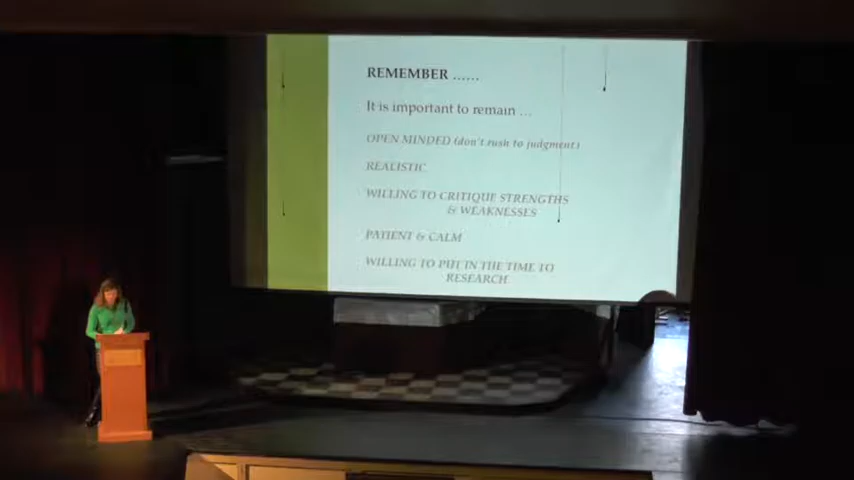 REMEMBER ......
It is important to remain ...
OPEN MINDED (don't rush to judgment)
REALISTIC
WILLING TO CRITIQUE STRENGTHS
& WEAKNESSES
PATIENT & CALM
WILLING TO PUT IN THE TIME TO
RESEARCH